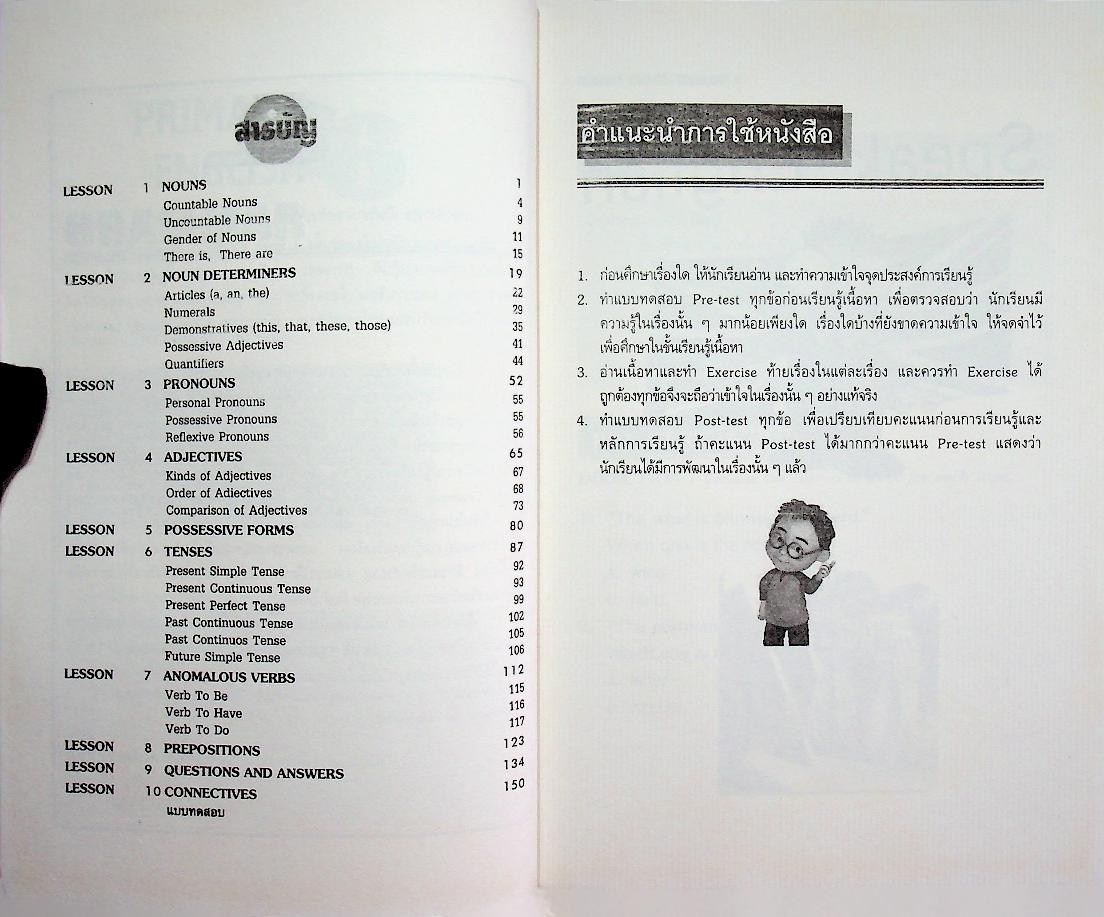 สารบัญ
LESSON 1 NOUNS 1
Countable Nouns 4
Uncountable Nouns 9
Gender of Nouns 11
There is, There are 15
LESSON 2 NOUN DETERMINERS 19
Articles (a, an, the) 22
Numerals 29
Demonstratives (this, that, these, those) 35
Possessive Adjectives 41
Quantifiers 44
LESSON 3 PRONOUNS 52
Personal Pronouns 55
Possessive Pronouns 55
Reflexive Pronouns 56
LESSON 4 ADJECTIVES 65
Kinds of Adjectives 67
Order of Adjectives 68
Comparison of Adjectives 73
LESSON 5 POSSESSIVE FORMS 80
LESSON 6 TENSES 87
Present Simple Tense 92
Present Continuous Tense 93
Present Perfect Tense 99
Past Continuous Tense 102
Past Continuos Tense 105
Future Simple Tense 106
LESSON 7 ANOMALOUS VERBS 112
Verb To Be 115
Verb To Have 116
Verb To Do 117
LESSON 8 PREPOSITIONS 123
LESSON 9 QUESTIONS AND ANSWERS 134
LESSON 10 CONNECTIVES 150
แบบทดสอบ
คำแนะนำการใช้หนังสือ
1. ก่อนศึกษาเรื่องใด ให้นักเรียนอ่าน และทำความเข้าใจจุดประสงค์การเรียนรู้
2. ทำแบบทดสอบ Pre-test ทุกข้อก่อนเรียนรู้เนื้อหา เพื่อตรวจสอบว่า นักเรียนมี
ความรู้ในเรื่องนั้น ๆ มากน้อยเพียงใด เรื่องใดบ้างที่ยังขาดความเข้าใจ ให้จดจำไว้
เพื่อศึกษาในขั้นเรียนรู้เนื้อหา
3. อ่านเนื้อหาและทำ Exercise ท้ายเรื่องในแต่ละเรื่อง และควรทำ Exercise ได้
ถูกต้องทุกข้อจึงจะถือว่าเข้าใจในเรื่องนั้น ๆ อย่างแท้จริง
4. ทำแบบทดสอบ Post-test ทุกข้อ เพื่อเปรียบเทียบคะแนนก่อนการเรียนรู้และ
หลักการเรียนรู้ ถ้าคะแนน Post-test ได้มากกว่าคะแนน Pre-test แสดงว่า
นักเรียนได้มีการพัฒนาในเรื่องนั้น ๆ แล้ว